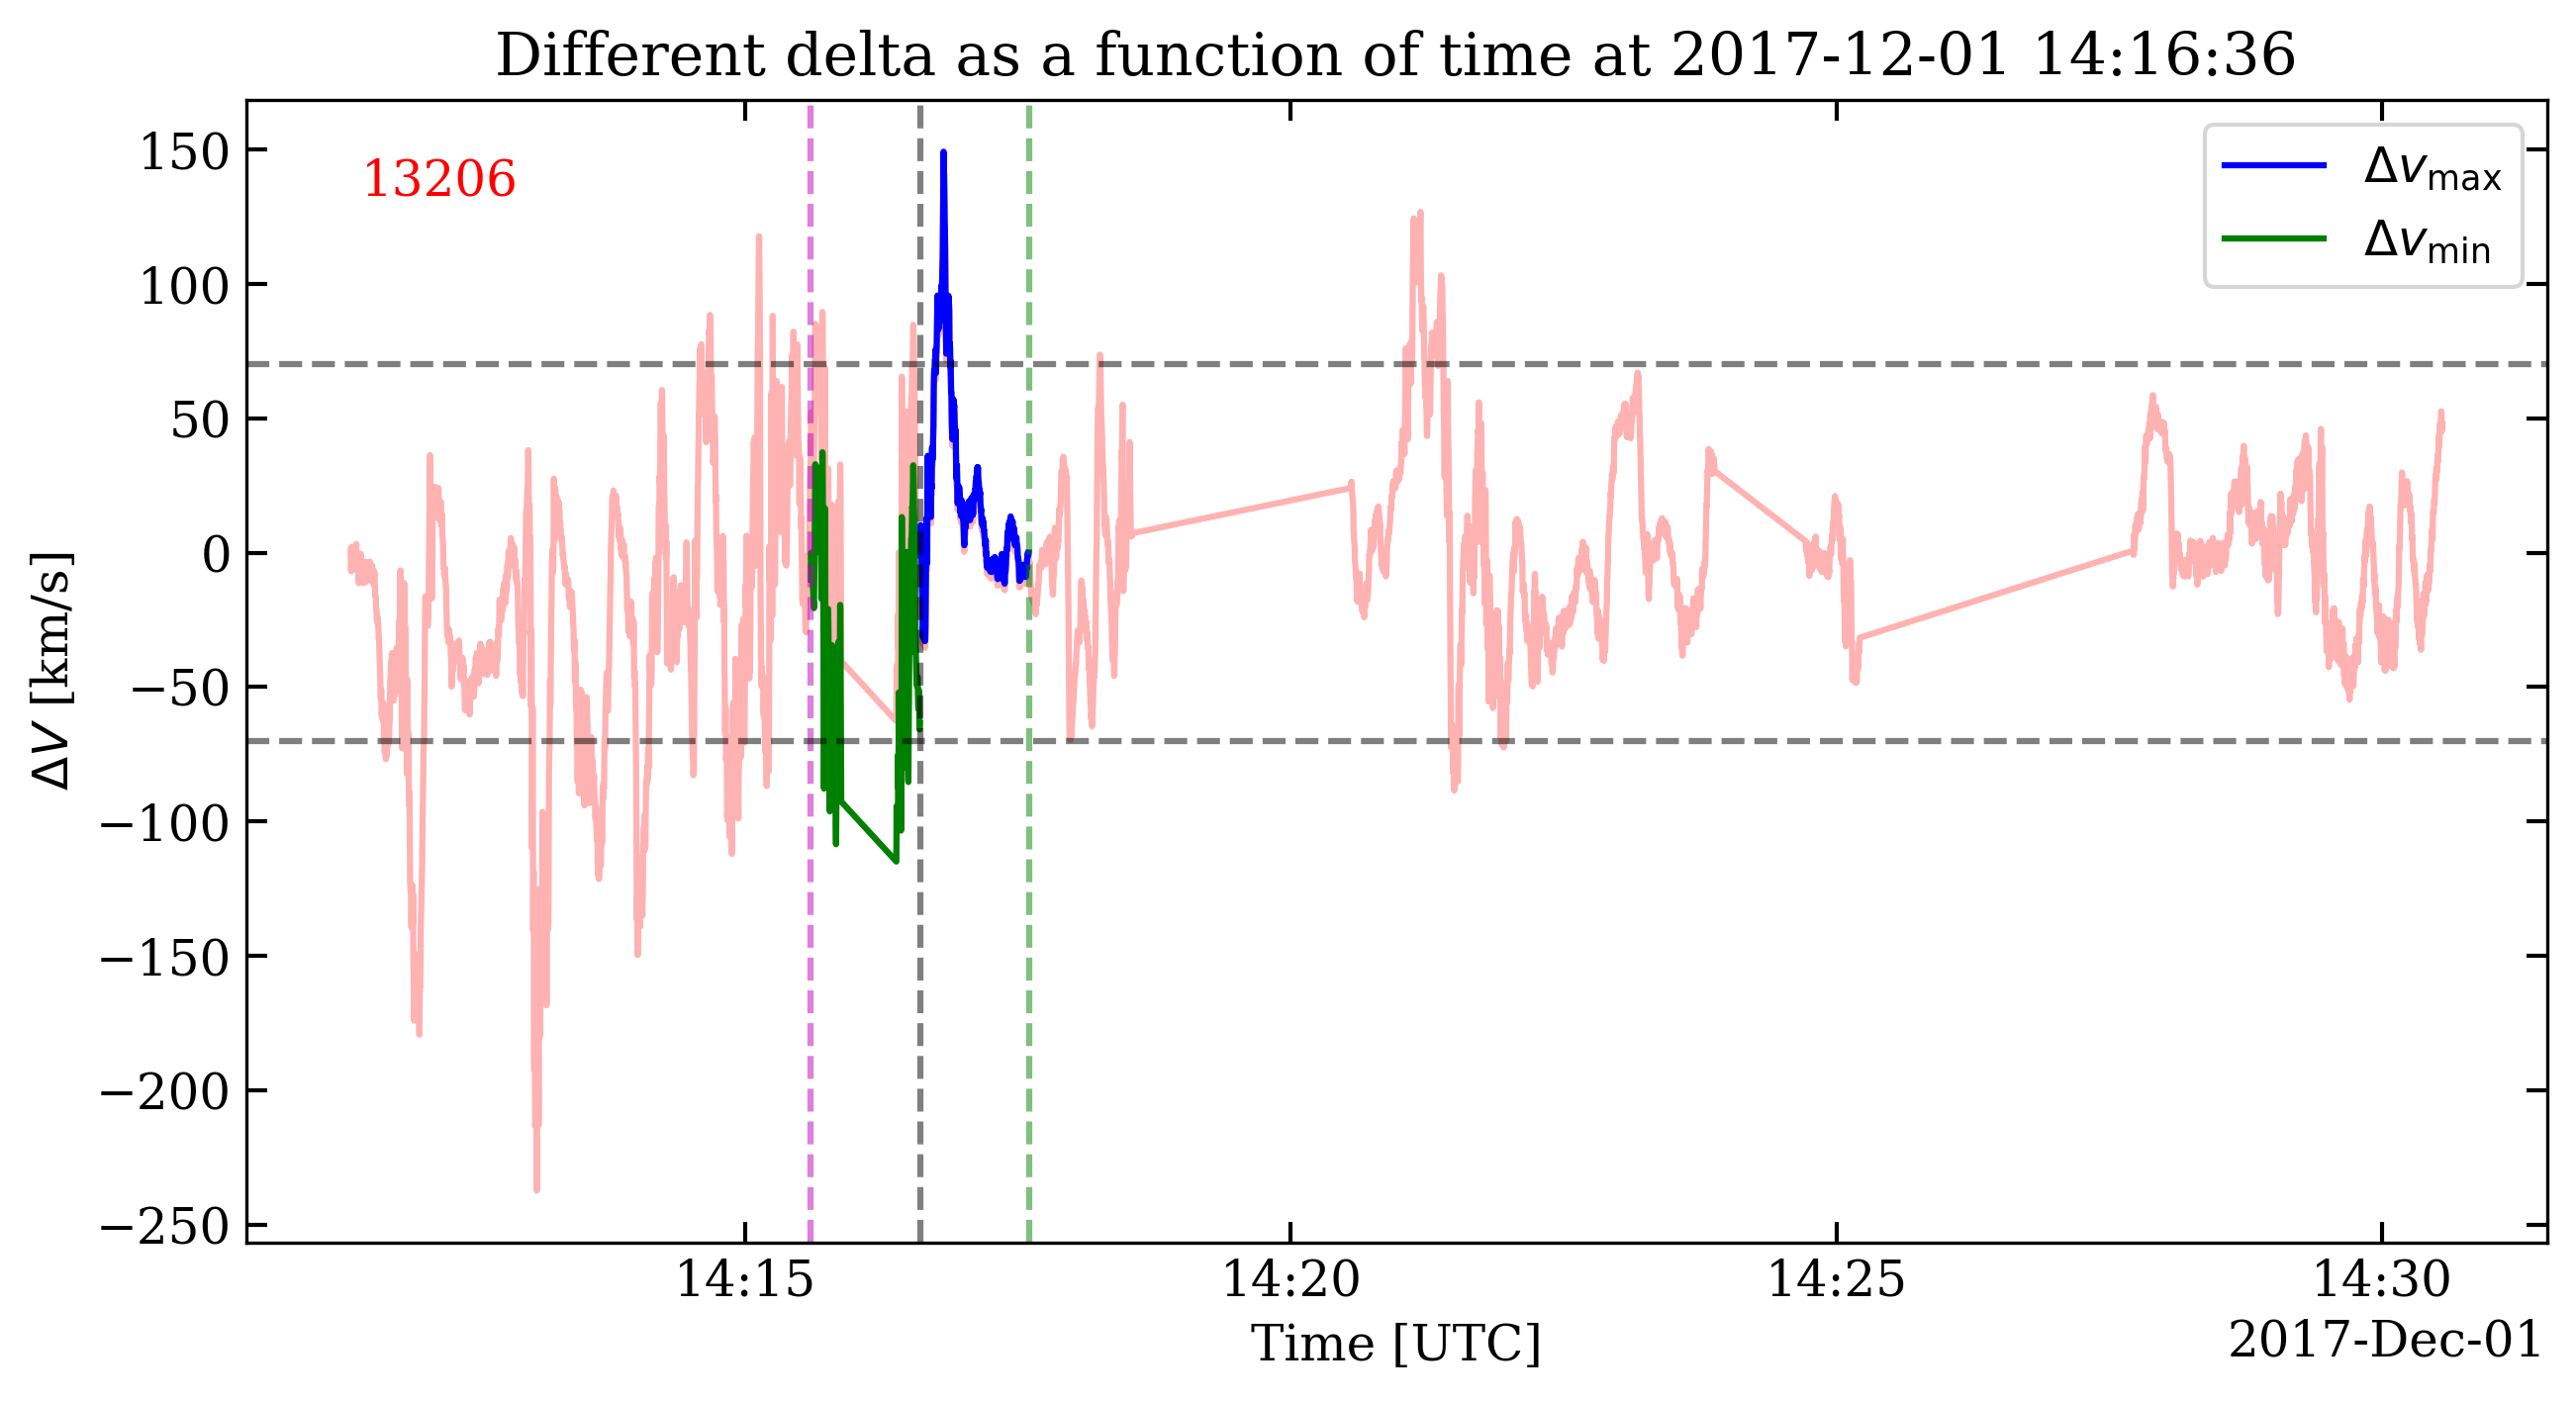 Different delta as a function of time at 2017-12-01 14:16:36
13206
Δv_max
Δv_min
150
100
50
0
−50
−100
−150
−200
−250
ΔV [km/s]
14:15 14:20 14:25 14:30
Time [UTC]
2017-Dec-01